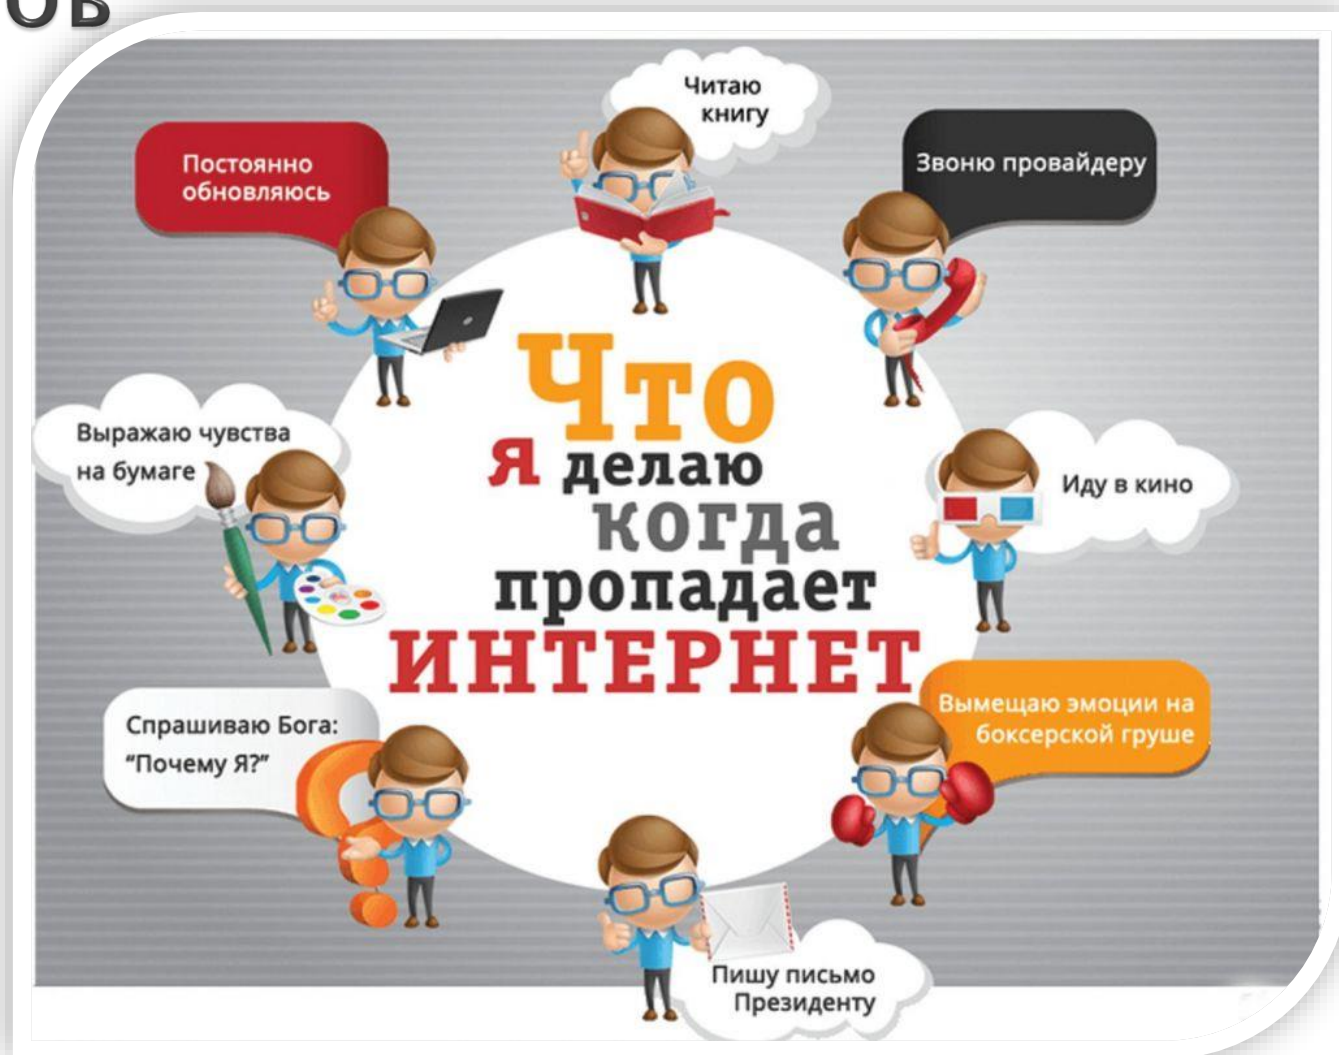 ОВ
Читаю
книгу
Постоянно
обновляюсь
Звоню провайдеру
Выражаю чувства
на бумаге
Что
я делаю
когда
пропадает
ИНТЕРНЕТ
Иду в кино
Спрашиваю Бога:
“Почему Я?”
Вымещаю эмоции на
боксерской груше
Пишу письмо
Президенту